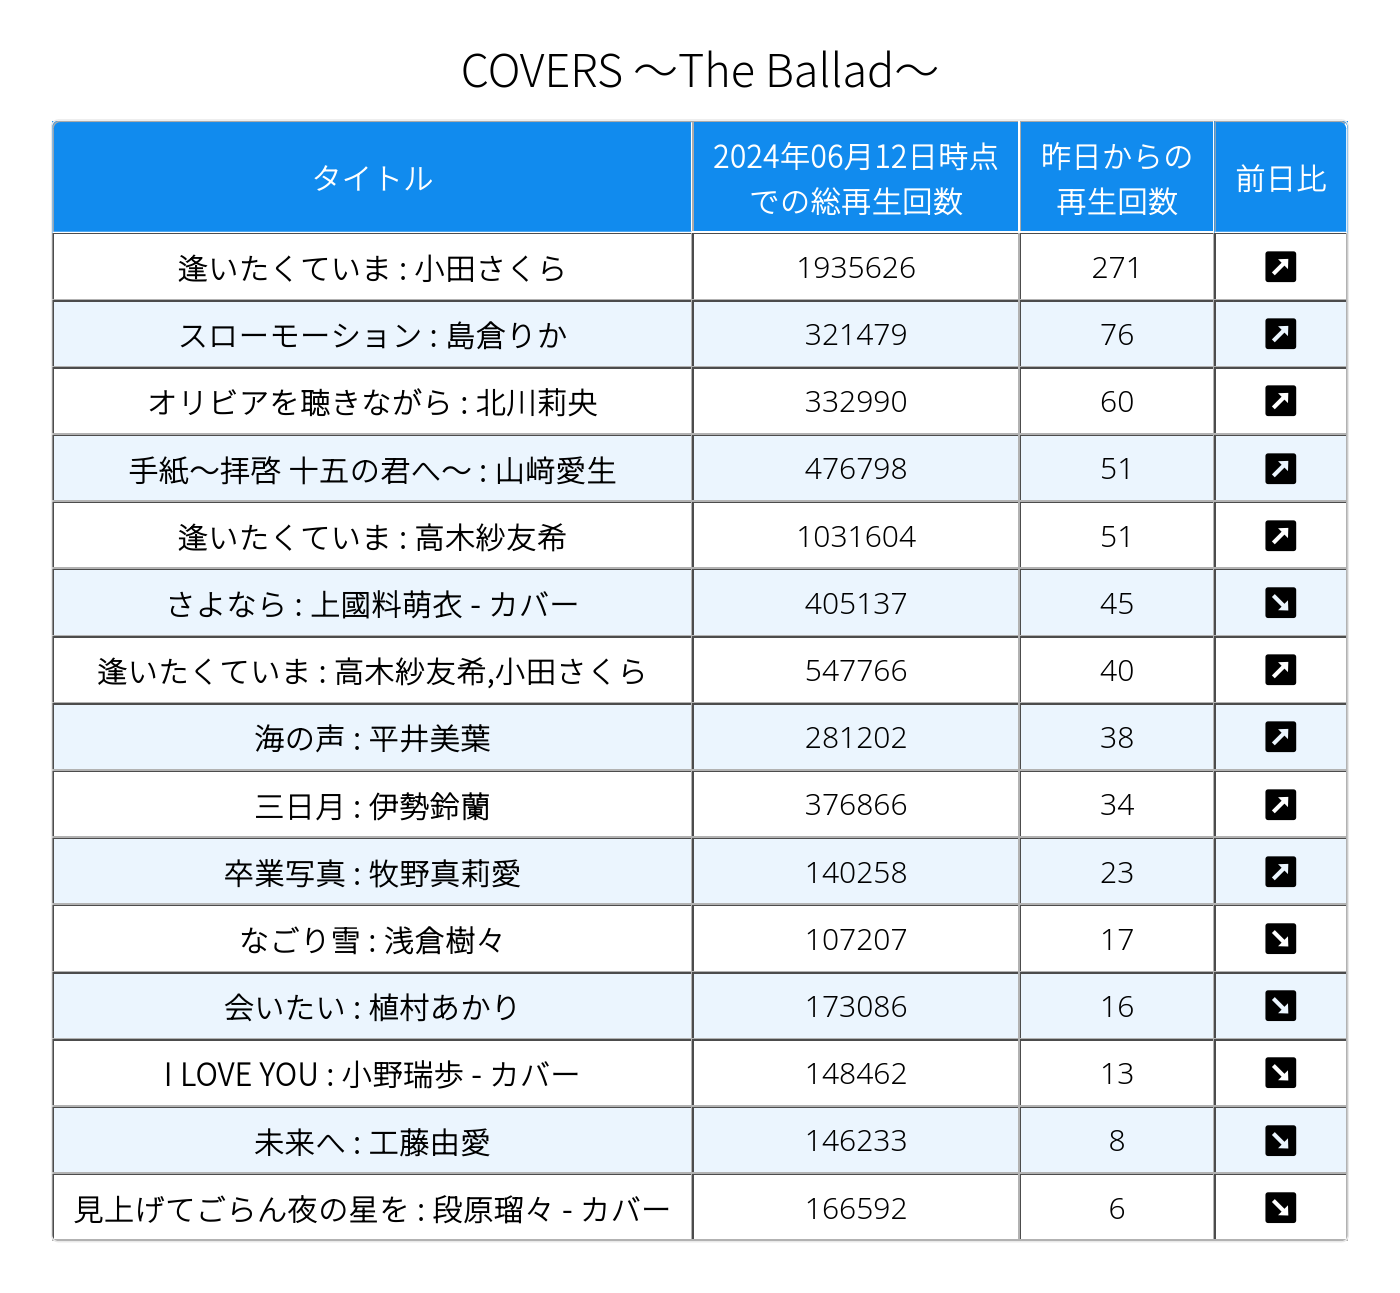 COVERS ～The Ballad～
タイトル 2024年06月12日時点での総再生回数 昨日からの再生回数 前日比
逢いたくていま : 小田さくら 1935626 271 ↗
スローモーション : 島倉りか 321479 76 ↗
オリビアを聴きながら : 北川莉央 332990 60 ↗
手紙～拝啓 十五の君へ～ : 山﨑愛生 476798 51 ↗
逢いたくていま : 高木紗友希 1031604 51 ↗
さよなら : 上國料萌衣 - カバー 405137 45 ↘
逢いたくていま : 高木紗友希,小田さくら 547766 40 ↗
海の声 : 平井美葉 281202 38 ↗
三日月 : 伊勢鈴蘭 376866 34 ↗
卒業写真 : 牧野真莉愛 140258 23 ↗
なごり雪 : 浅倉樹々 107207 17 ↘
会いたい : 植村あかり 173086 16 ↘
I LOVE YOU : 小野瑞歩 - カバー 148462 13 ↘
未来へ : 工藤由愛 146233 8 ↘
見上げてごらん夜の星を : 段原瑠々 - カバー 166592 6 ↘